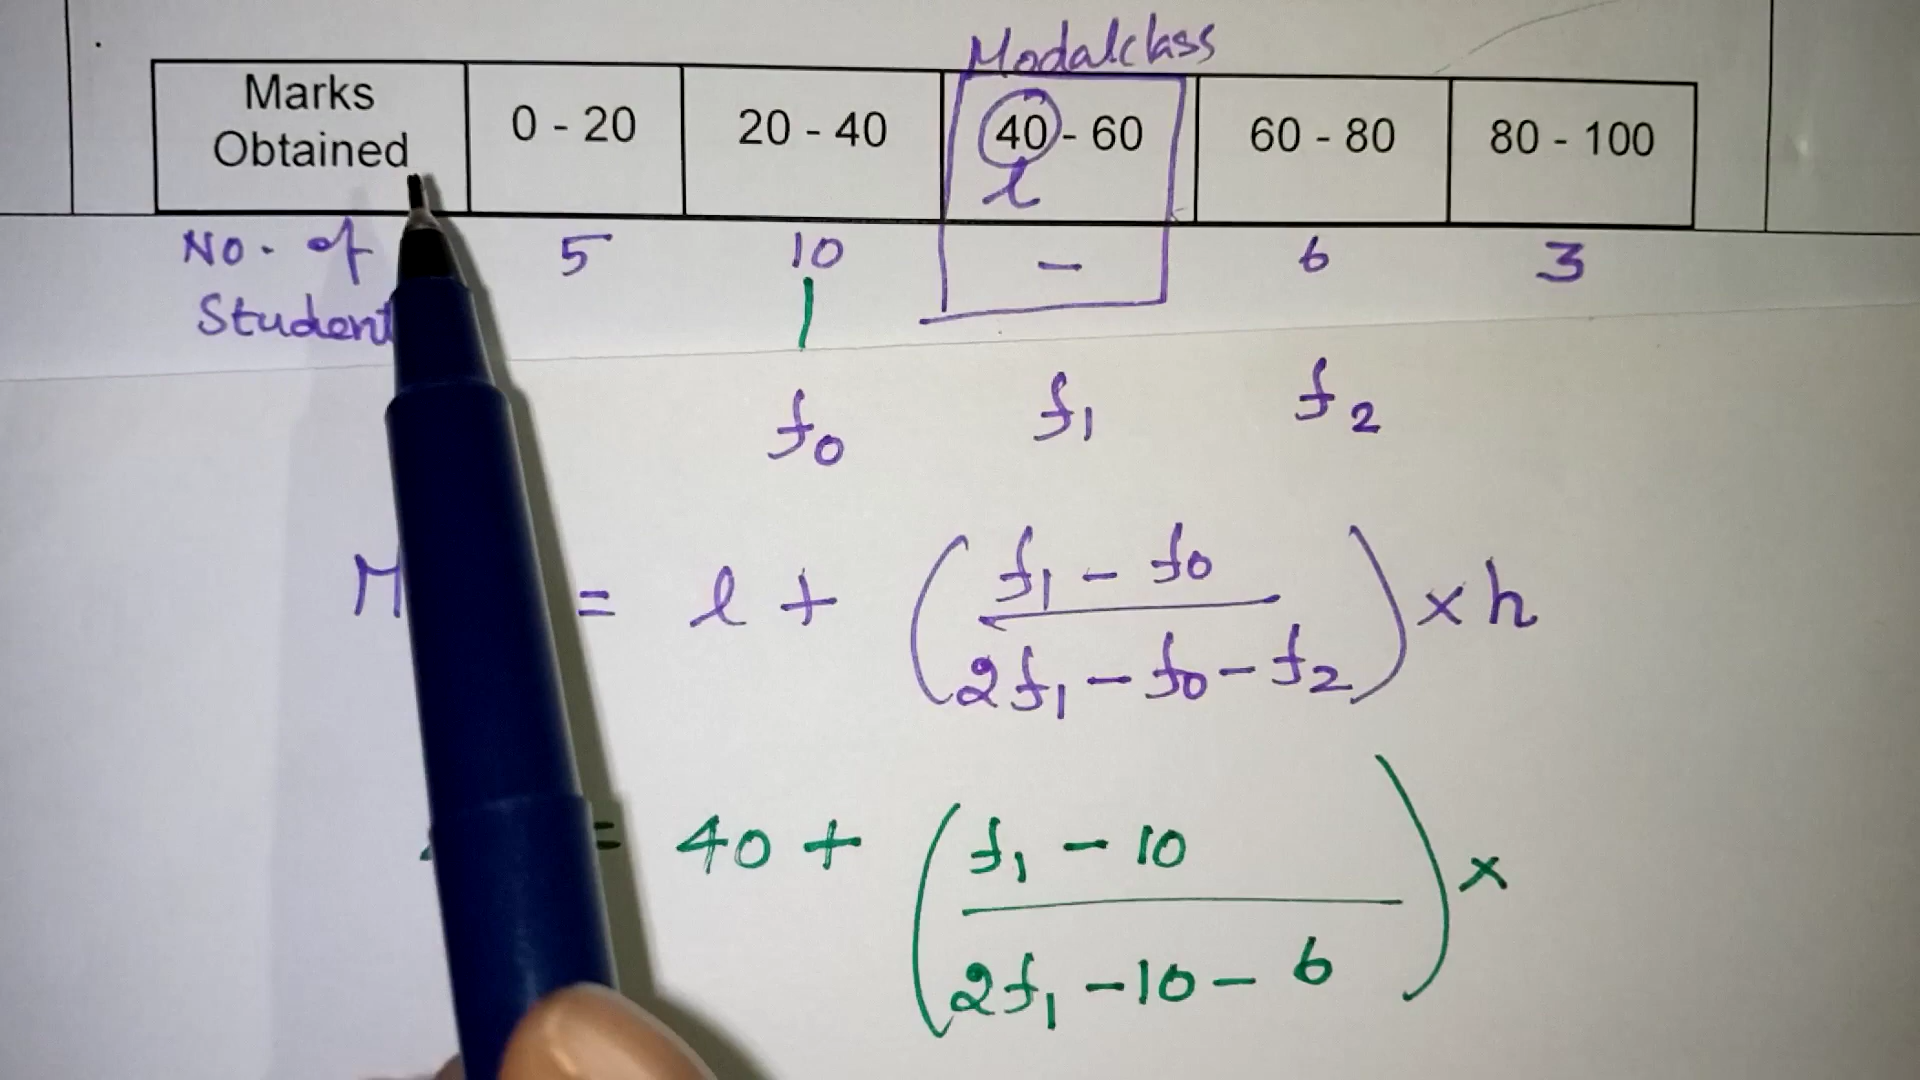 Modalclass
Marks Obtained 0 - 20 20 - 40 40 - 60 60 - 80 80 - 100
l
No. of Student 5 10 - 6 3
f0 f1 f2
M = l + (f1 - f0 / 2f1 - f0 - f2) × h
= 40 + (f1 - 10 / 2f1 - 10 - 6) ×